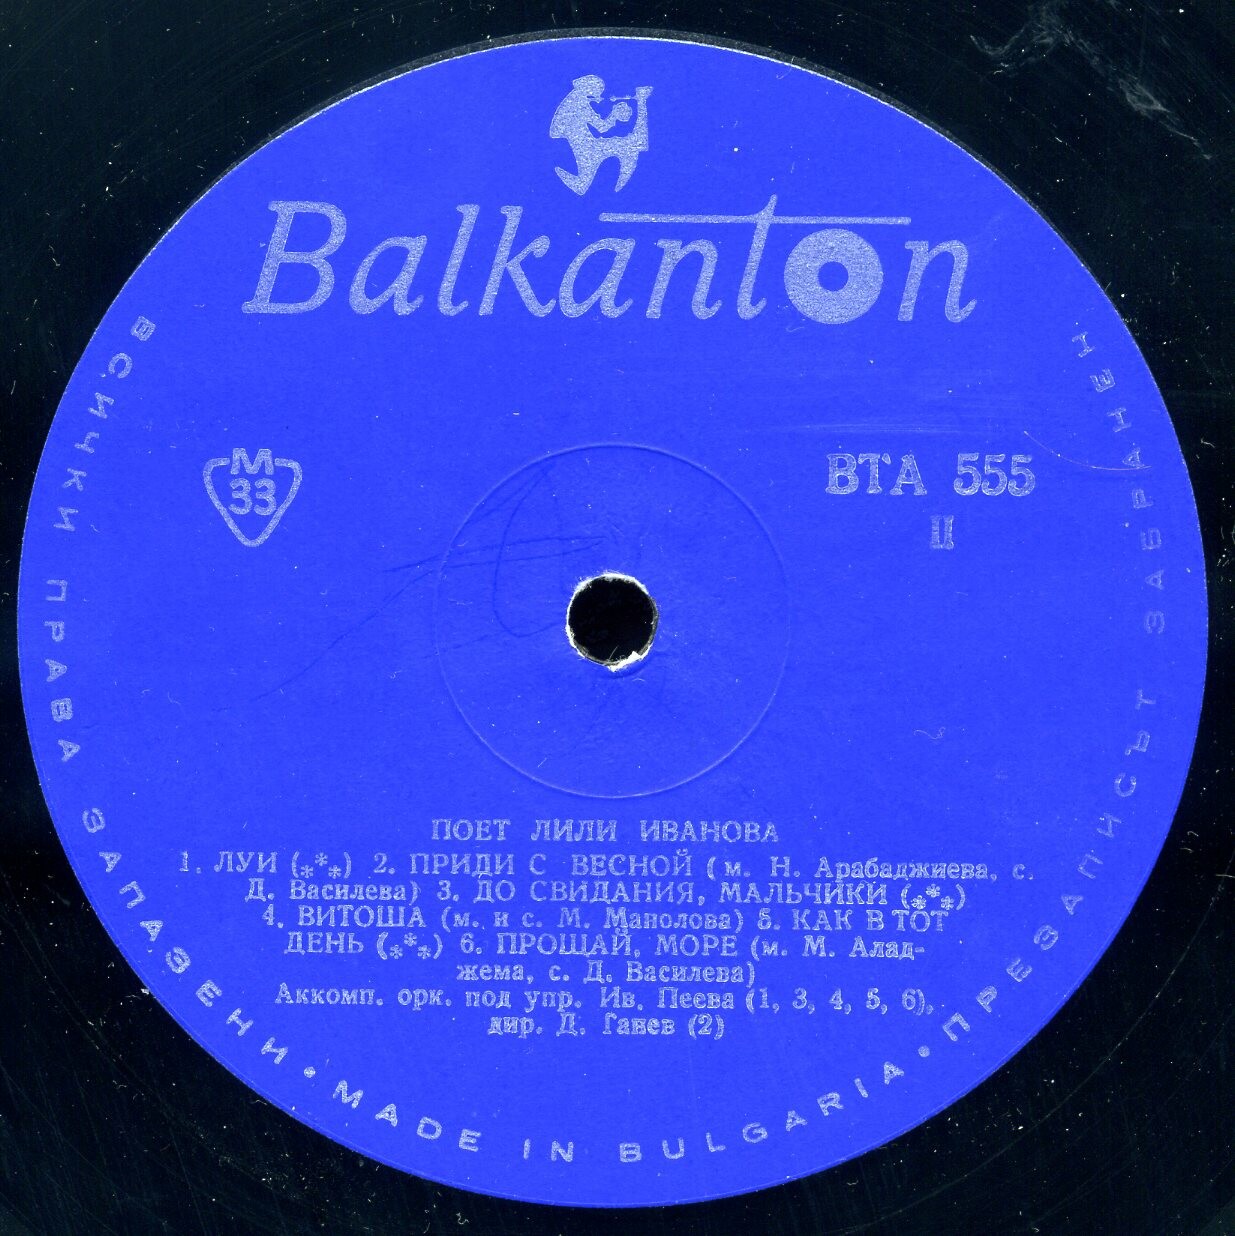 Balkanton
М
33
ВТА 555
II
ПОЕТ ЛИЛИ ИВАНОВА
1. ЛУИ (***) 2. ПРИДИ С ВЕСНОЙ (м. Н. Арабаджиева, с.
Д. Василева) 3. ДО СВИДАНИЯ, МАЛЬЧИКИ (***)
4. ВИТОША (м. и с. М. Манолова) 5. КАК В ТОТ
ДЕНЬ (***) 6. ПРОЩАЙ, МОРЕ (м. М. Алад-
жема, с. Д. Василева)
Аккомп. орк. под упр. Ив. Пеева (1, 3, 4, 5, 6),
дир. Д. Ганев (2)
ВСИЧКИ ПРАВА ЗАПАЗЕНИ • MADE IN BULGARIA • ПРЕЗАПИСЪТ ЗАБРАНЕН